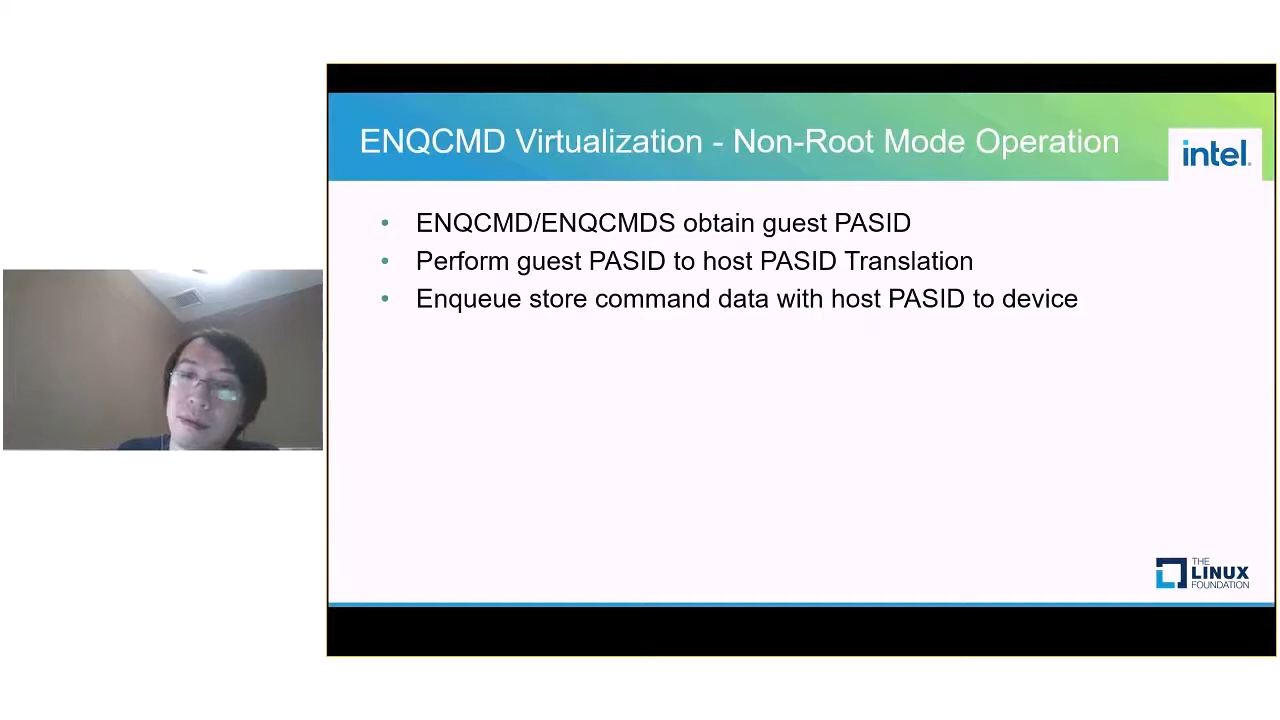 ENQCMD Virtualization - Non-Root Mode Operation
intel.
• ENQCMD/ENQCMDS obtain guest PASID
• Perform guest PASID to host PASID Translation
• Enqueue store command data with host PASID to device
THE
LINUX
FOUNDATION